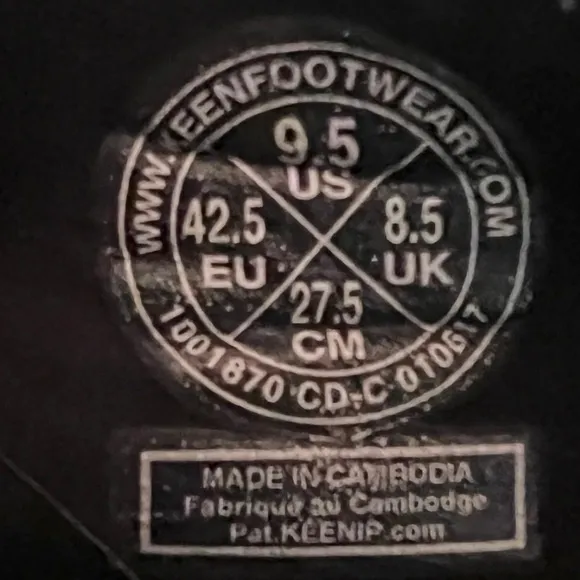 WWW.KEENFOOTWEAR.COM
9.5
US
42.5
EU
8.5
UK
27.5
CM
1001870 CD-C 0T0617
MADE IN CAMBODIA
Fabriqué au Cambodge
Pat.KEENIP.com